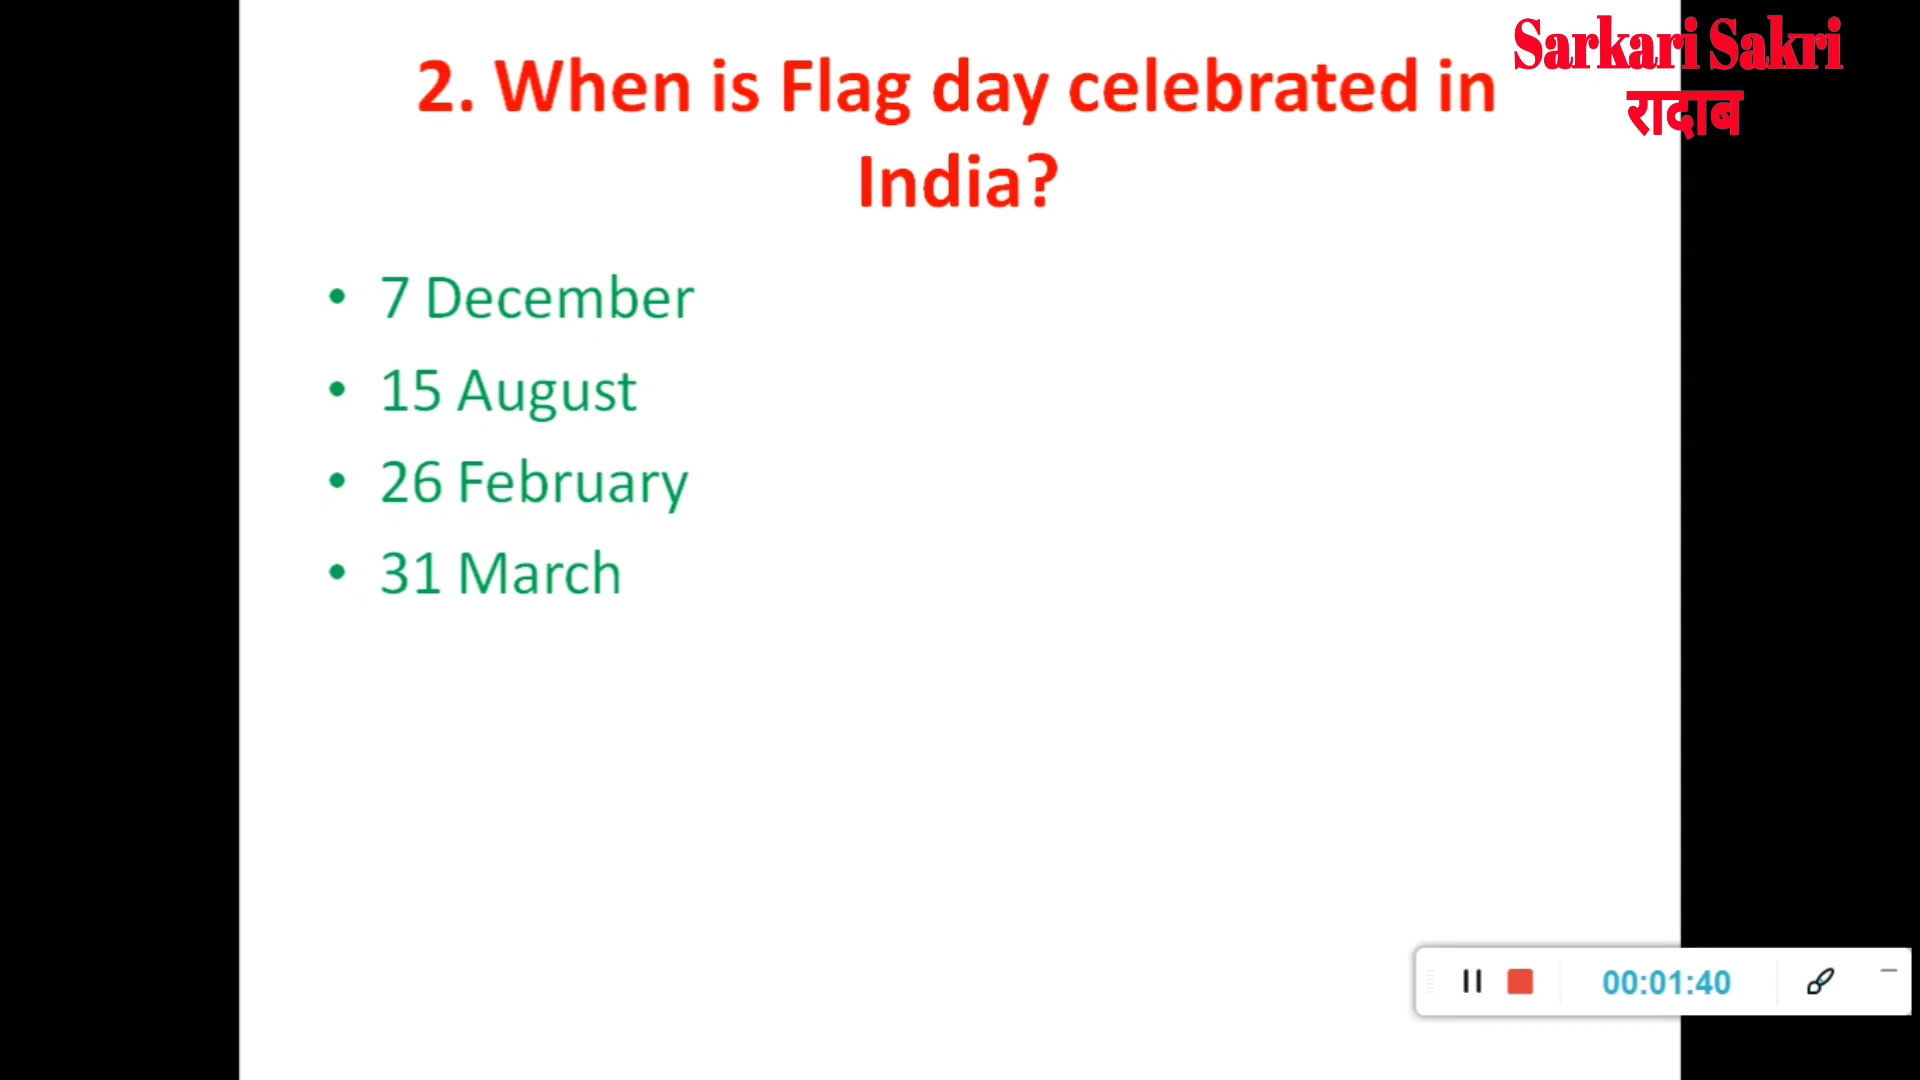 Sarkari Sakri
रादाब
2. When is Flag day celebrated in
India?
• 7 December
• 15 August
• 26 February
• 31 March
00:01:40